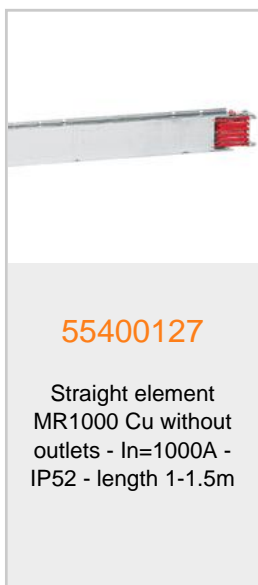 55400127
Straight element
MR1000 Cu without
outlets - In=1000A -
IP52 - length 1-1.5m